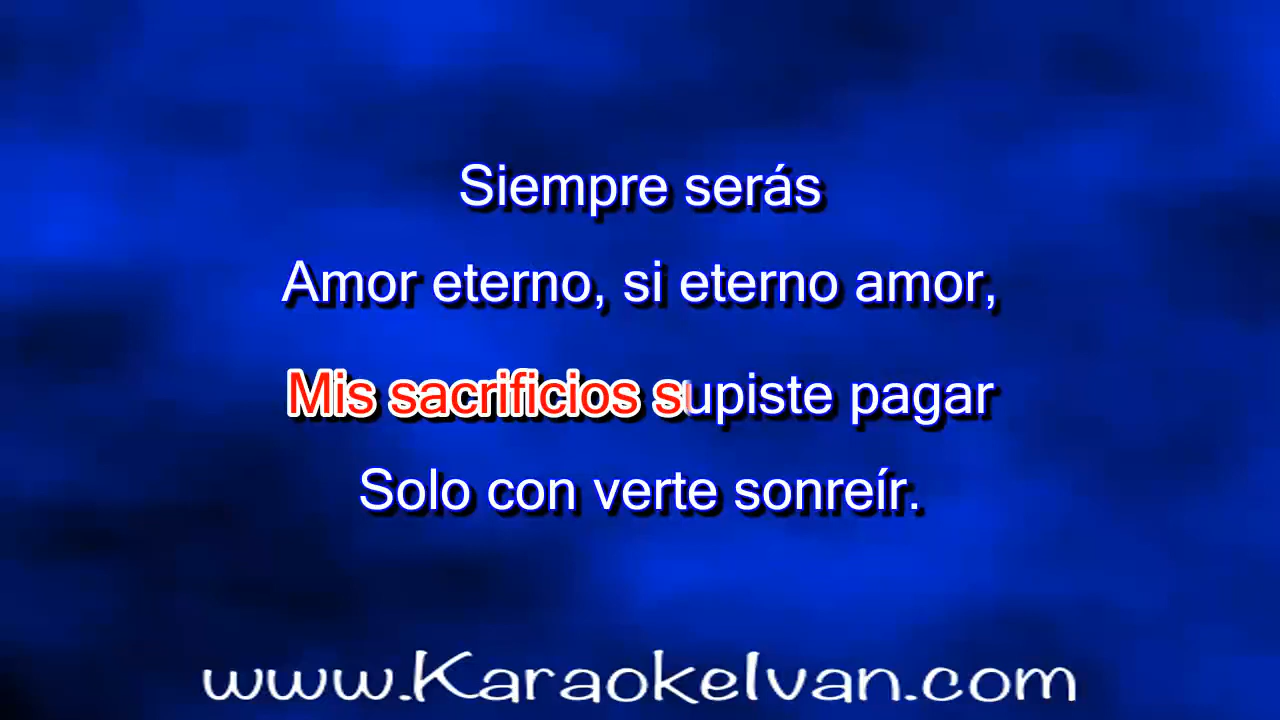 Siempre serás
Amor eterno, si eterno amor,
Mis sacrificios supiste pagar
Solo con verte sonreír.
www.KaraokeIvan.com